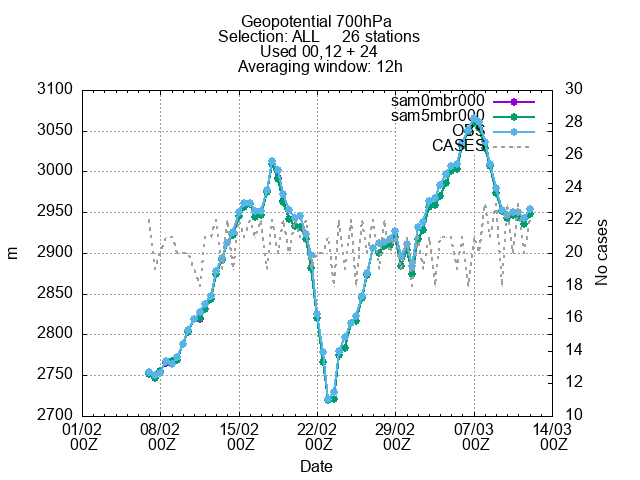 Geopotential 700hPa
Selection: ALL 26 stations
Used 00,12 + 24
Averaging window: 12h
3100
3050
3000
2950
2900
2850
2800
2750
2700
m
30
28
26
24
22
20
18
16
14
12
10
No cases
sam0mbr000
sam5mbr000
OBS
CASES
01/02 08/02 15/02 22/02 29/02 07/03 14/03
00Z 00Z 00Z 00Z 00Z 00Z 00Z
Date